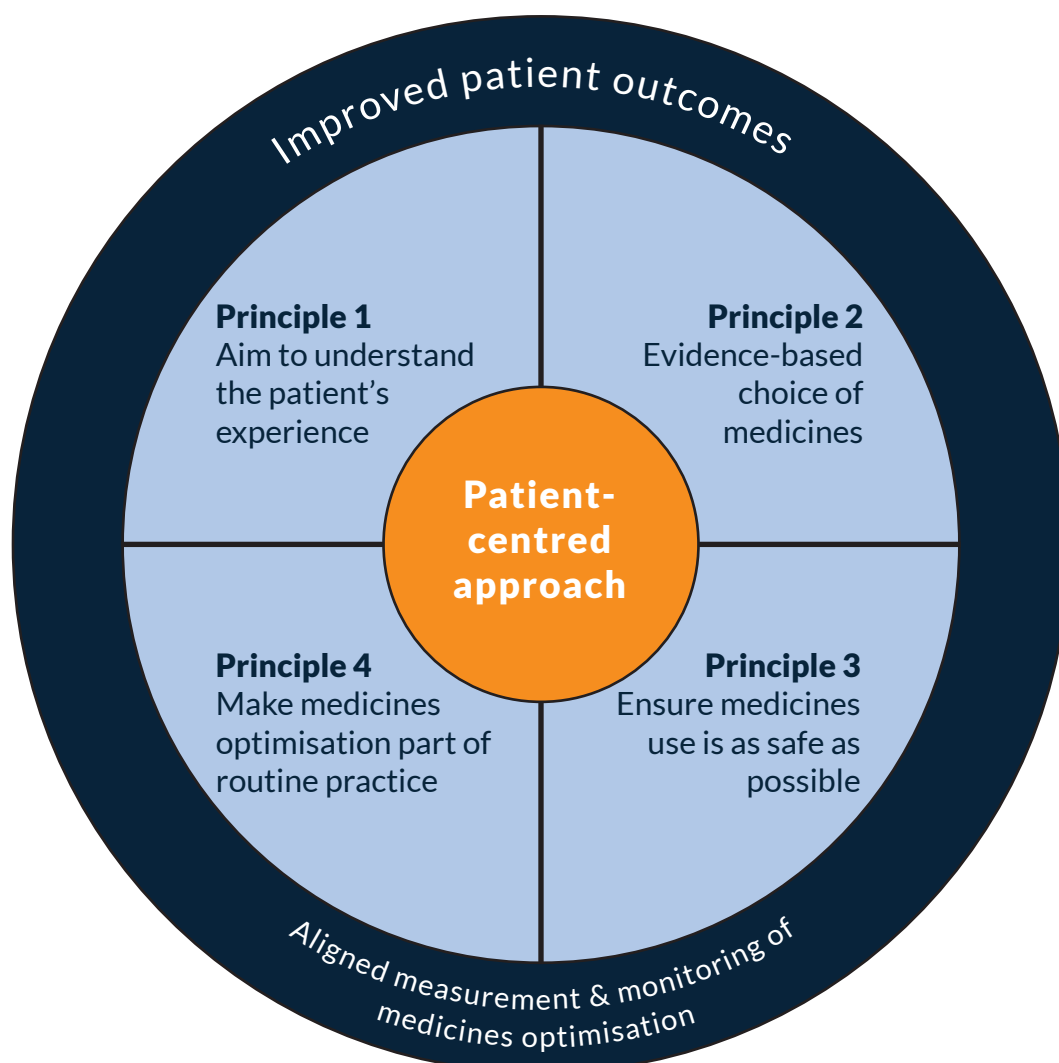 Improved patient outcomes
Principle 1
Aim to understand
the patient’s
experience
Principle 2
Evidence-based
choice of
medicines
Patient-
centred
approach
Principle 4
Make medicines
optimisation part of
routine practice
Principle 3
Ensure medicines
use is as safe as
possible
Aligned measurement & monitoring of
medicines optimisation